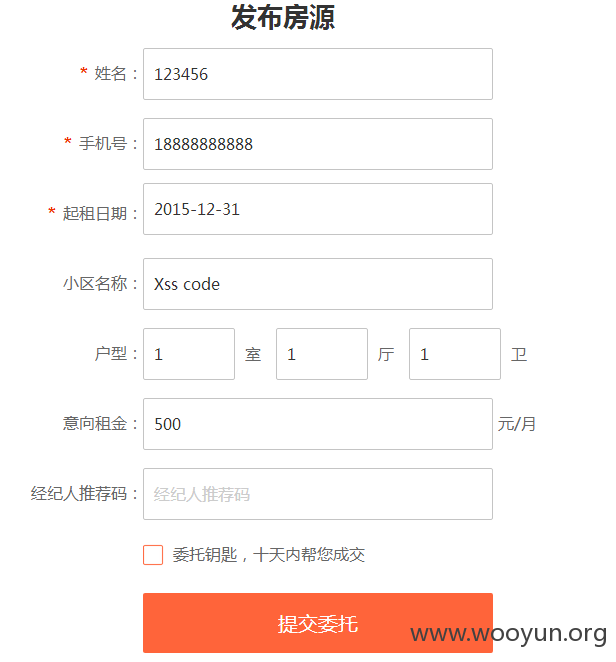 发布房源
* 姓名： 123456
* 手机号： 18888888888
* 起租日期： 2015-12-31
小区名称： Xss code
户型： 1 室 1 厅 1 卫
意向租金： 500 元/月
经纪人推荐码： 经纪人推荐码
委托钥匙，十天内帮您成交
提交委托
www.wooyun.org